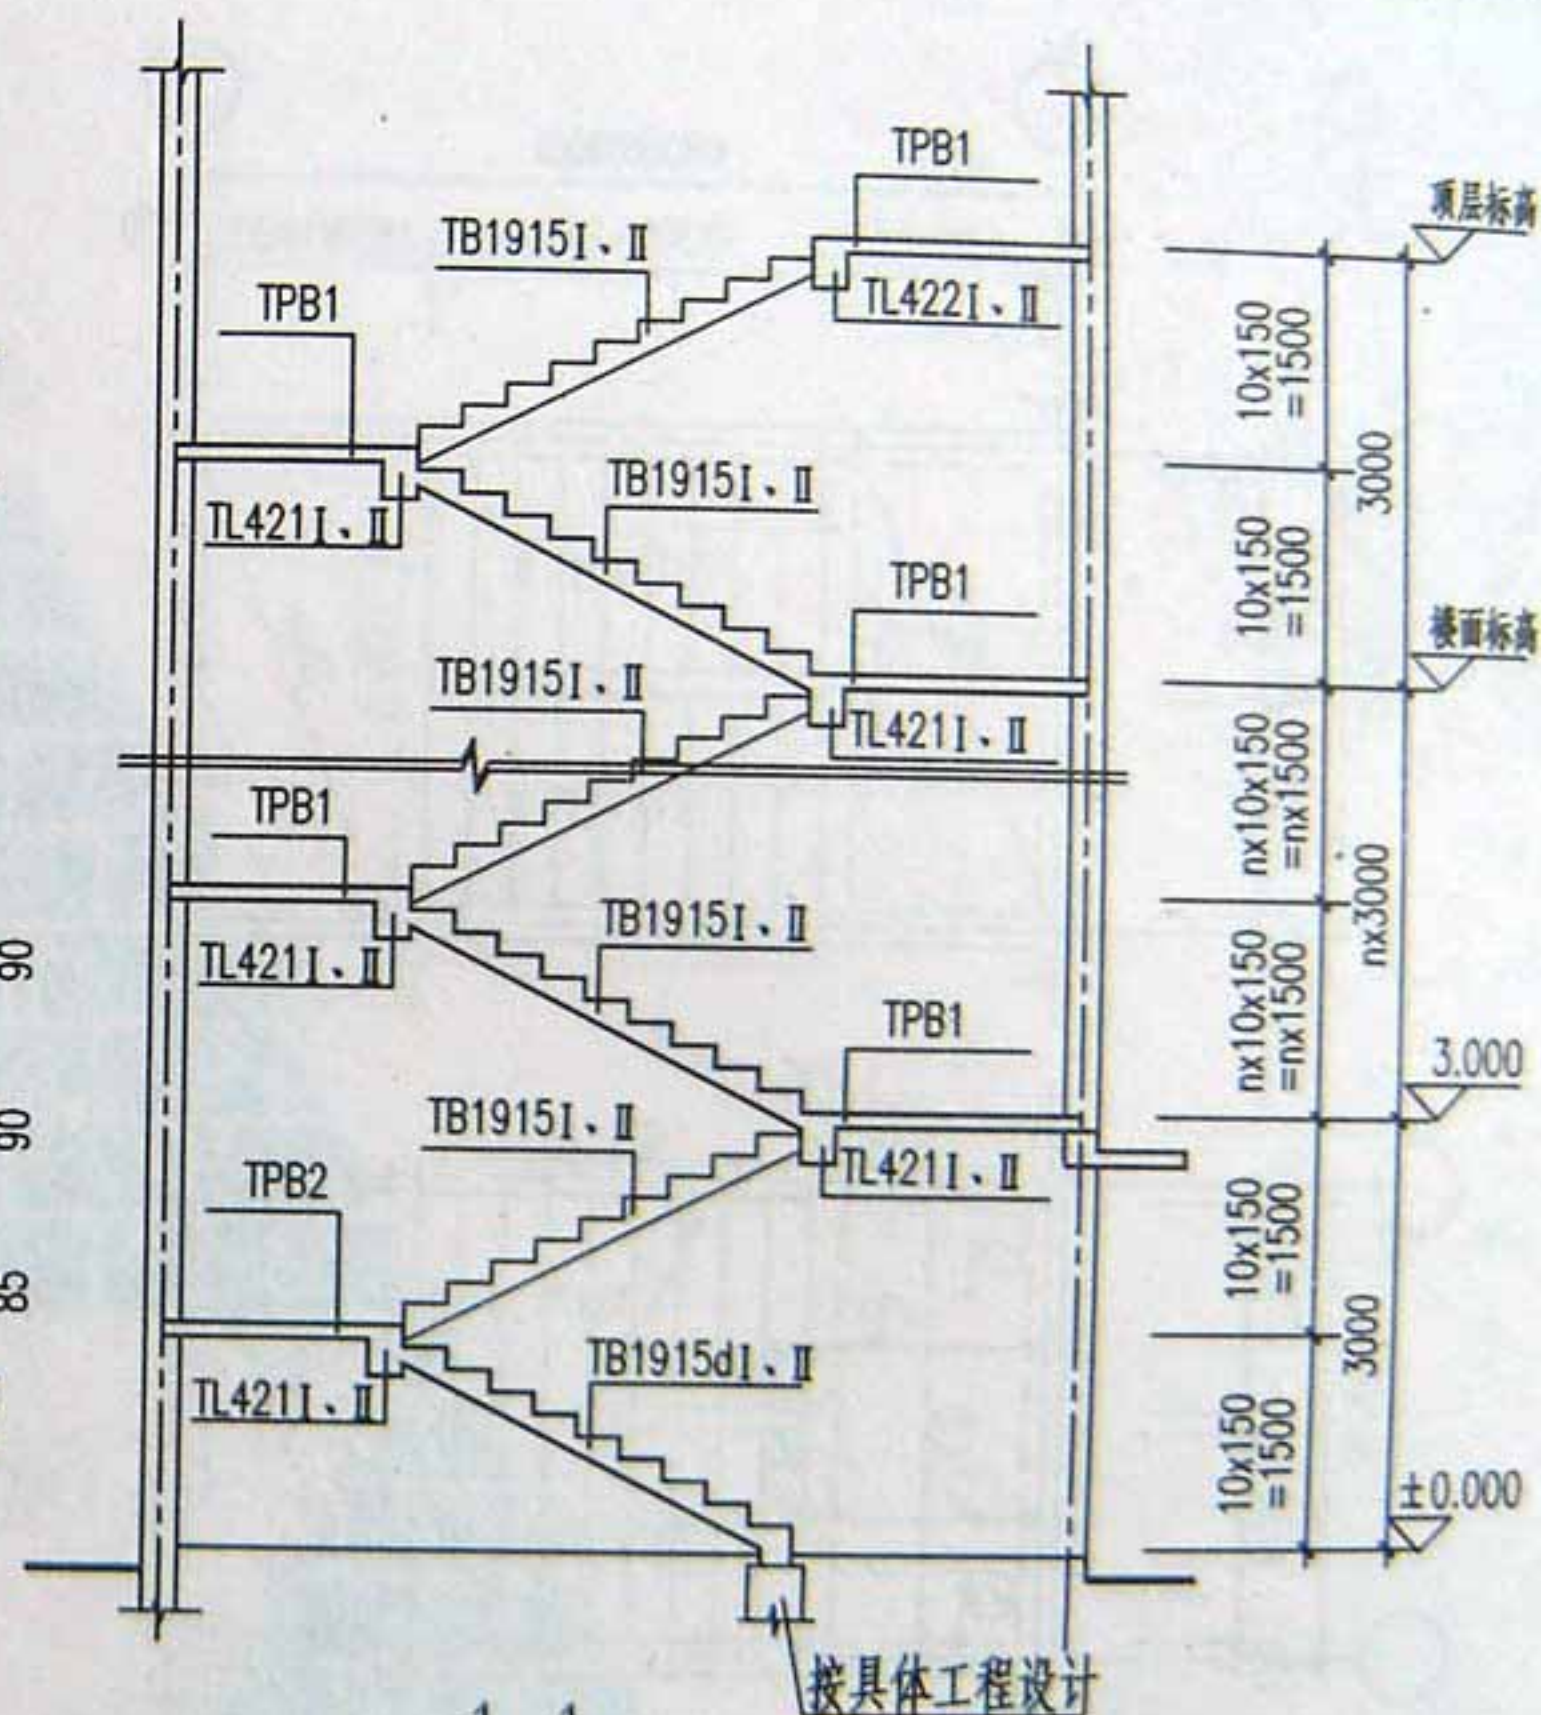 TPB1
顶层标高
TB1915Ⅰ、Ⅱ
TPB1
TL422Ⅰ、Ⅱ
10x150
=1500
3000
TB1915Ⅰ、Ⅱ
TL421Ⅰ、Ⅱ
10x150
=1500
TPB1
楼面标高
TB1915Ⅰ、Ⅱ
TL421Ⅰ、Ⅱ
nx10x150
=nx1500
TPB1
nx3000
TB1915Ⅰ、Ⅱ
TL421Ⅰ、Ⅱ
90
nx10x150
=nx1500
TPB1
3.000
TB1915Ⅰ、Ⅱ
90
TL421Ⅰ、Ⅱ
TPB2
10x150
=1500
85
3000
TB1915dⅠ、Ⅱ
TL421Ⅰ、Ⅱ
10x150
=1500
±0.000
按具体工程设计